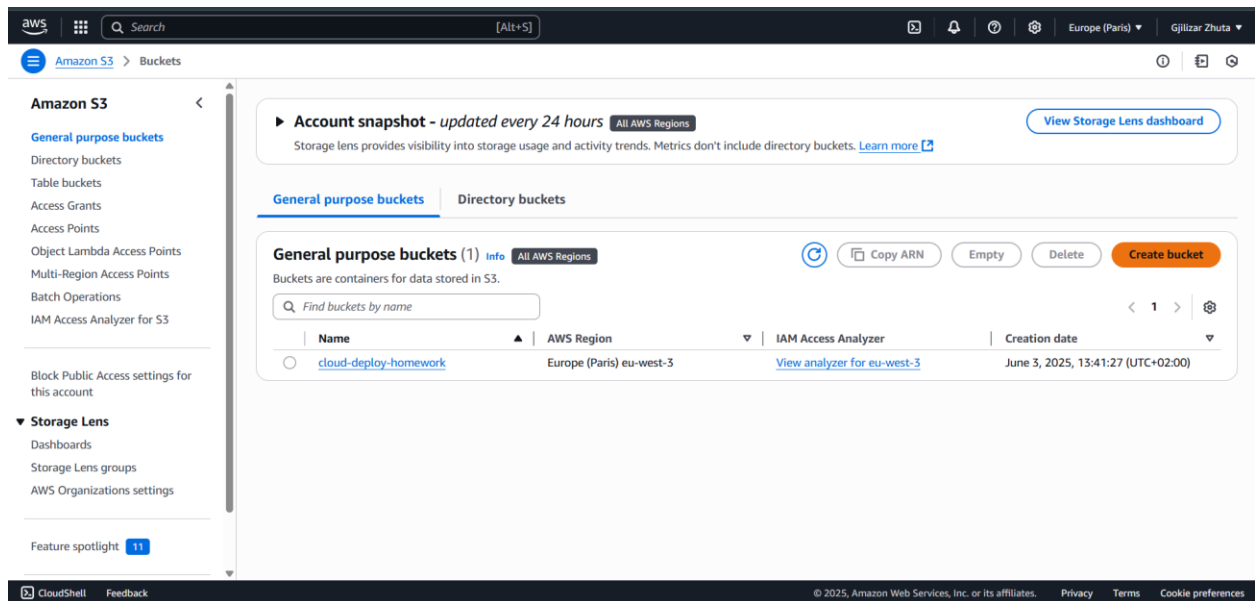 aws
Search [Alt+S]
Europe (Paris) ▼
Gjilizar Zhuta ▼
Amazon S3 > Buckets
Amazon S3
General purpose buckets
Directory buckets
Table buckets
Access Grants
Access Points
Object Lambda Access Points
Multi-Region Access Points
Batch Operations
IAM Access Analyzer for S3
Block Public Access settings for
this account
▼ Storage Lens
Dashboards
Storage Lens groups
AWS Organizations settings
Feature spotlight 11
Account snapshot - updated every 24 hours All AWS Regions
View Storage Lens dashboard
Storage lens provides visibility into storage usage and activity trends. Metrics don't include directory buckets. Learn more
General purpose buckets
Directory buckets
General purpose buckets (1) Info All AWS Regions
Copy ARN
Empty
Delete
Create bucket
Buckets are containers for data stored in S3.
Find buckets by name
< 1 >
Name AWS Region IAM Access Analyzer Creation date
cloud-deploy-homework Europe (Paris) eu-west-3 View analyzer for eu-west-3 June 3, 2025, 13:41:27 (UTC+02:00)
CloudShell Feedback © 2025, Amazon Web Services, Inc. or its affiliates. Privacy Terms Cookie preferences